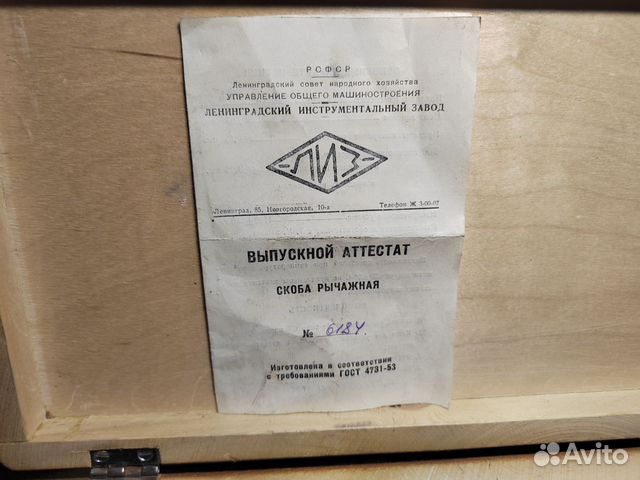 РСФСР
Ленинградский совет народного хозяйства
УПРАВЛЕНИЕ ОБЩЕГО МАШИНОСТРОЕНИЯ
ЛЕНИНГРАДСКИЙ ИНСТРУМЕНТАЛЬНЫЙ ЗАВОД
ЛИЗ
Ленинград, 85, Новгородская, 10-а Телефон Ж 3-00-07
ВЫПУСКНОЙ АТТЕСТАТ
СКОБА РЫЧАЖНАЯ
№ 6184.
Изготовлена в соответствии
с требованиями ГОСТ 4731-53
Avito